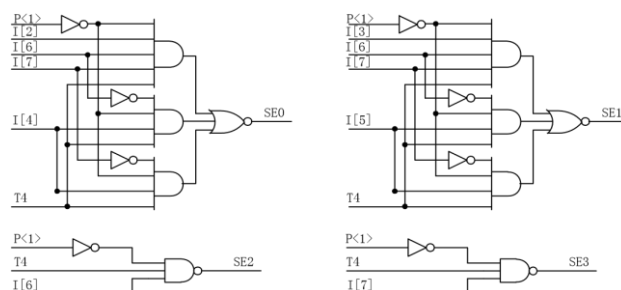 P<1>
I[2]
I[6]
I[7]
I[4]
T4
SE0
P<1>
I[3]
I[6]
I[7]
I[5]
T4
SE1
P<1>
T4
I[6]
SE2
P<1>
T4
I[7]
SE3